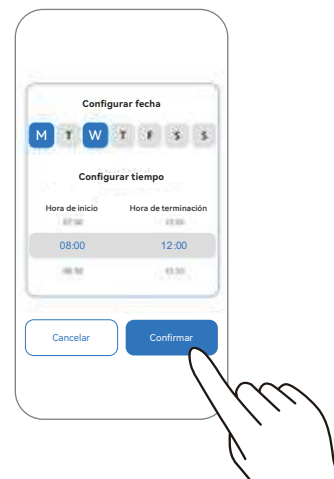 Configurar fecha
M T W T F S S
Configurar tiempo
Hora de inicio Hora de terminación
08:00 12:00
Cancelar Confirmar